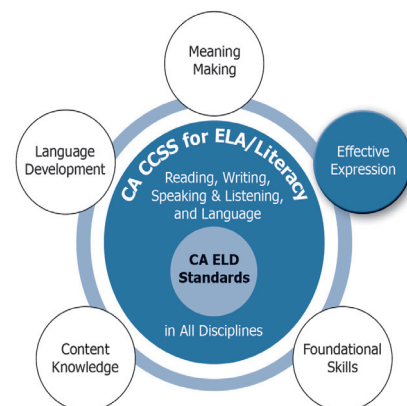 Meaning
Making
Language
Development
Effective
Expression
CA CCSS for ELA/Literacy
Reading, Writing,
Speaking & Listening,
and Language
CA ELD
Standards
in All Disciplines
Content
Knowledge
Foundational
Skills